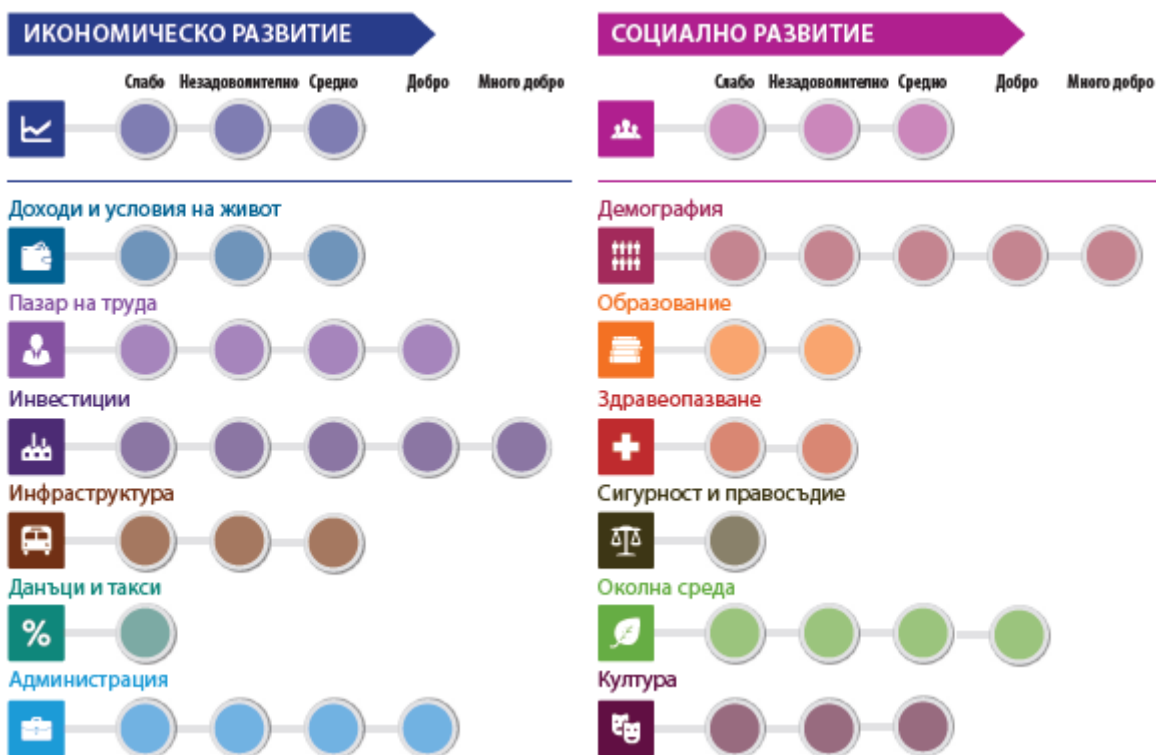 ИКОНОМИЧЕСКО РАЗВИТИЕ
Слабо Незадоволително Средно Добро Много добро
Доходи и условия на живот
Пазар на труда
Инвестиции
Инфраструктура
Данъци и такси
%
Администрация
СОЦИАЛНО РАЗВИТИЕ
Слабо Незадоволително Средно Добро Много добро
Демография
Образование
Здравеопазване
Сигурност и правосъдие
Околна среда
Култура